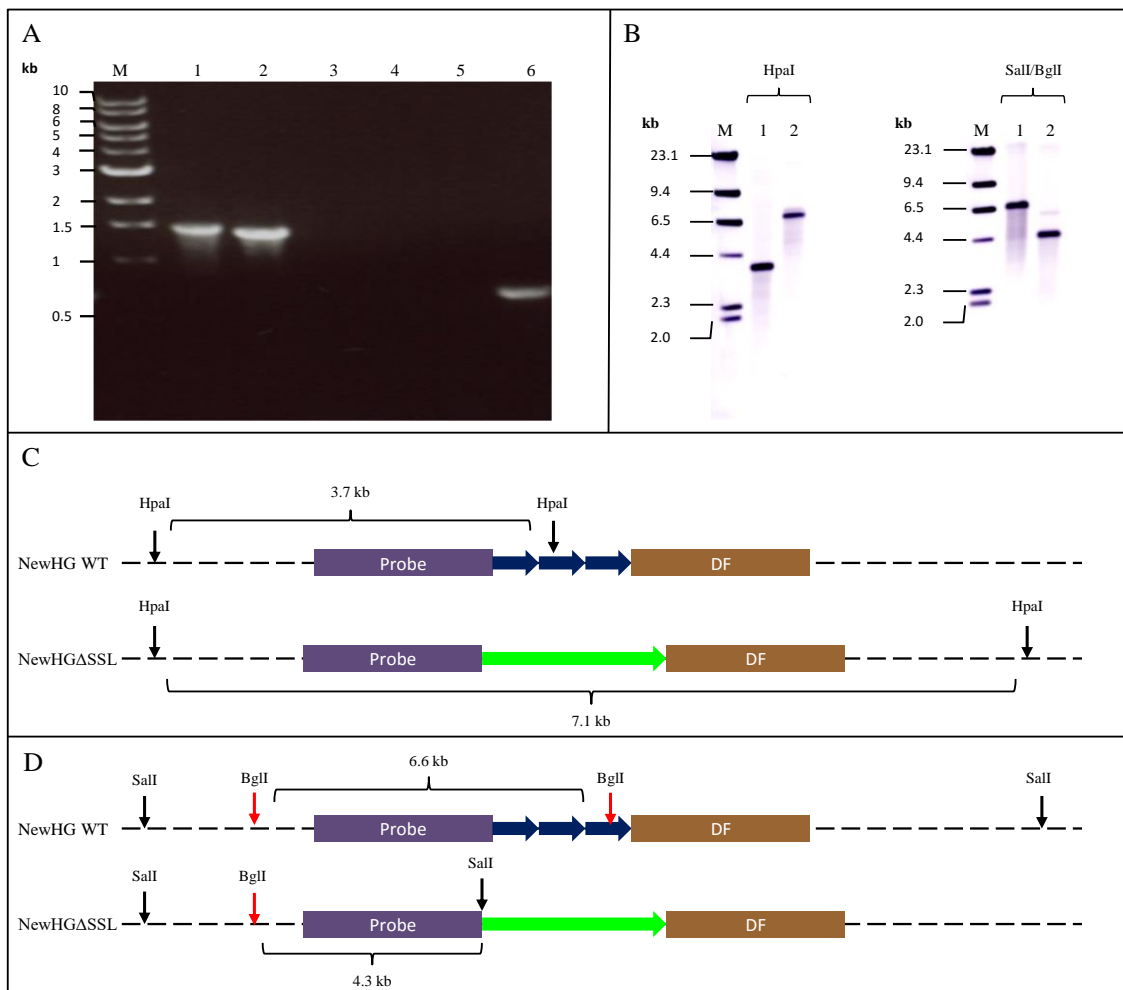 A
kb M 1 2 3 4 5 6
10
8
6
5
4
3
2
1.5
1
0.5
B
HpaI
kb M 1 2
23.1
9.4
6.5
4.4
2.3
2.0
SalI/BglI
kb M 1 2
23.1
9.4
6.5
4.4
2.3
2.0
C
3.7 kb
HpaI HpaI
NewHG WT Probe DF
HpaI HpaI
NewHGΔSSL Probe DF
7.1 kb
D
6.6 kb
SalI BglI BglI SalI
NewHG WT Probe DF
SalI BglI SalI
NewHGΔSSL Probe DF
4.3 kb